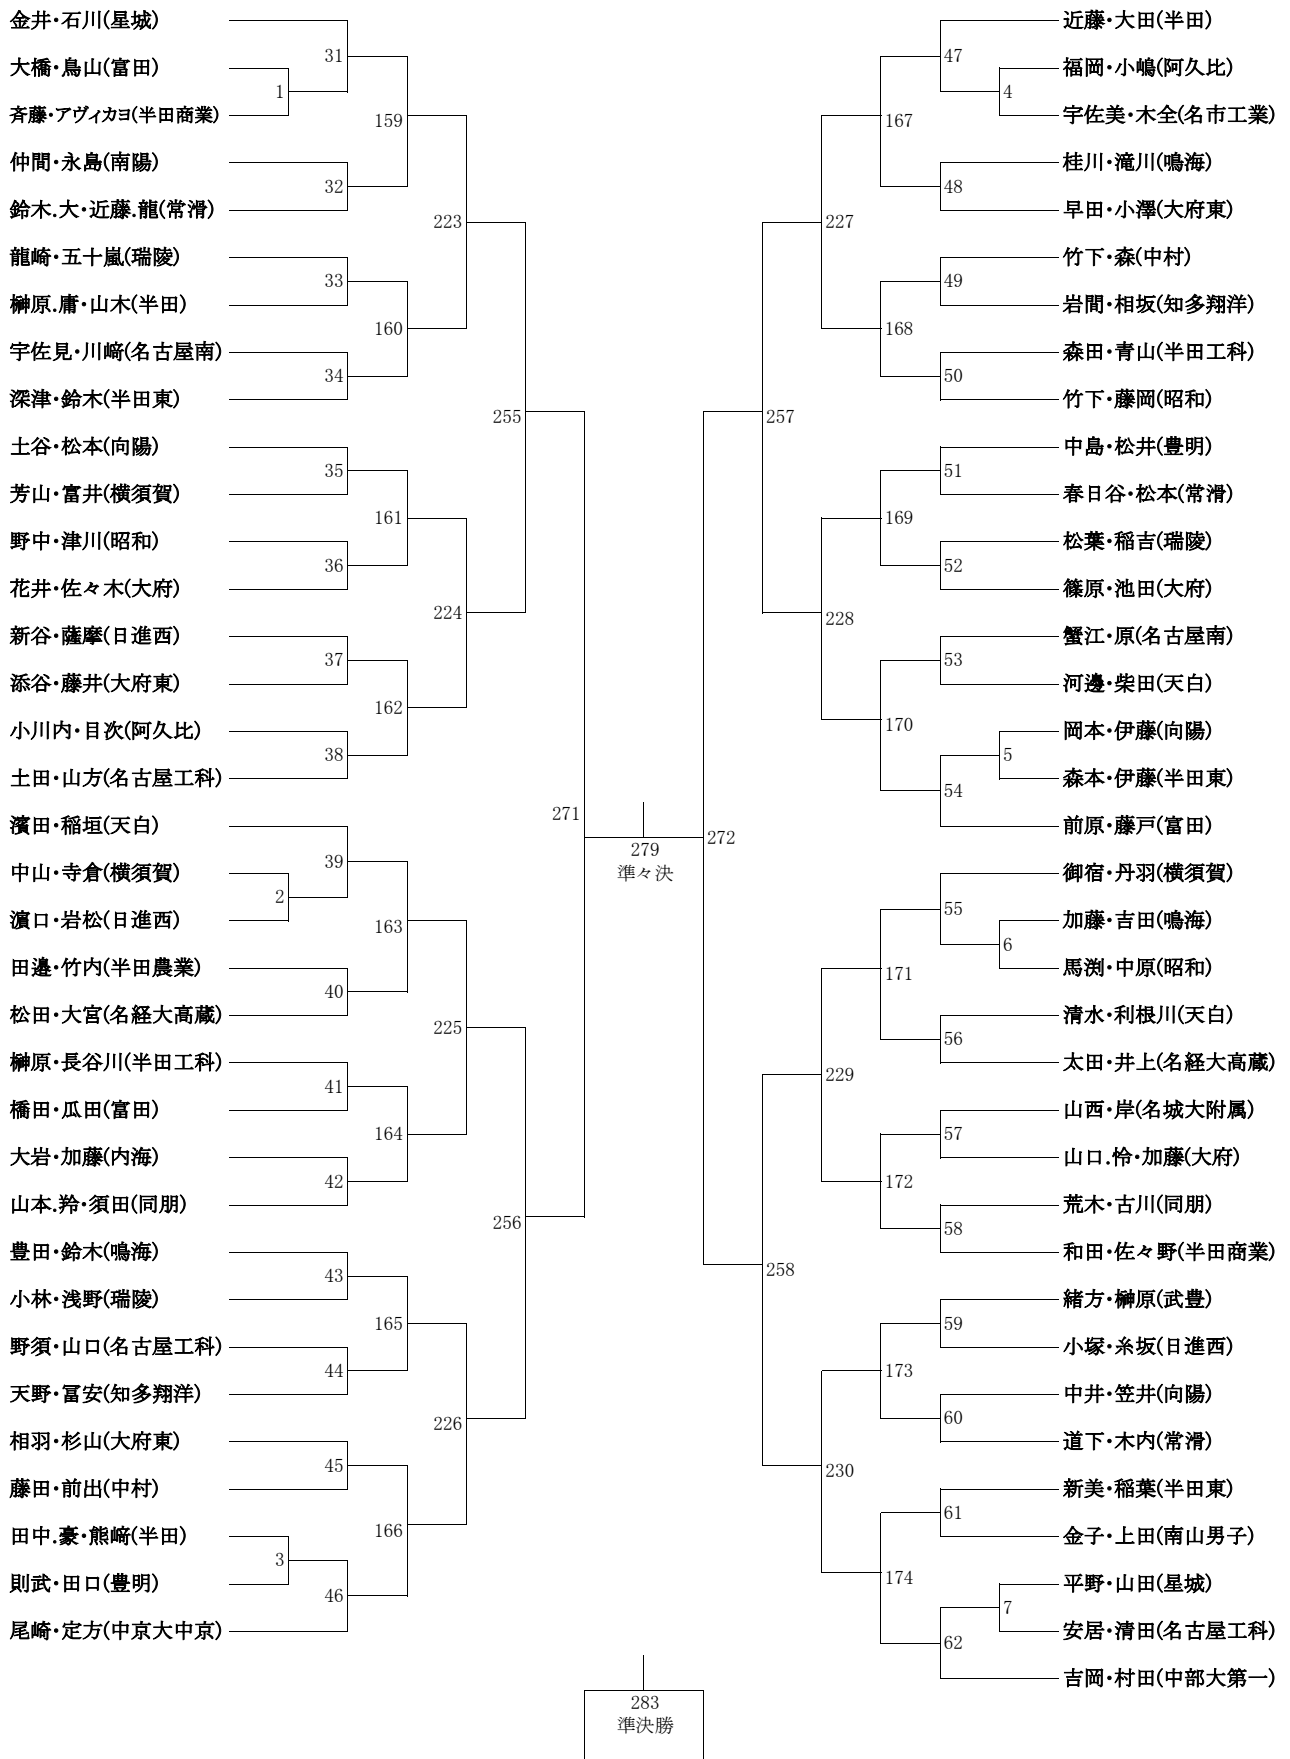 金井・石川(星城)
大橋・鳥山(富田)
斉藤・アヴィカヨ(半田商業)
仲間・永島(南陽)
鈴木.大・近藤.龍(常滑)
龍崎・五十嵐(瑞陵)
榊原.庸・山木(半田)
宇佐見・川﨑(名古屋南)
深津・鈴木(半田東)
土谷・松本(向陽)
芳山・富井(横須賀)
野中・津川(昭和)
花井・佐々木(大府)
新谷・薩摩(日進西)
添谷・藤井(大府東)
小川内・目次(阿久比)
土田・山方(名古屋工科)
濱田・稲垣(天白)
中山・寺倉(横須賀)
濵口・岩松(日進西)
田邊・竹内(半田農業)
松田・大宮(名経大高蔵)
榊原・長谷川(半田工科)
橋田・瓜田(富田)
大岩・加藤(内海)
山本.羚・須田(同朋)
豊田・鈴木(鳴海)
小林・浅野(瑞陵)
野須・山口(名古屋工科)
天野・冨安(知多翔洋)
相羽・杉山(大府東)
藤田・前出(中村)
田中.豪・熊﨑(半田)
則武・田口(豊明)
尾崎・定方(中京大中京)
1
2
3
31
32
33
34
35
36
37
38
39
40
41
42
43
44
45
46
159
160
161
162
163
164
165
166
223
224
225
226
255
256
271
279
準々決
283
準決勝
272
257
258
227
228
229
230
167
168
169
170
171
172
173
174
47
48
49
50
51
52
53
54
55
56
57
58
59
60
61
62
4
5
6
7
近藤・大田(半田)
福岡・小嶋(阿久比)
宇佐美・木全(名市工業)
桂川・滝川(鳴海)
早田・小澤(大府東)
竹下・森(中村)
岩間・相坂(知多翔洋)
森田・青山(半田工科)
竹下・藤岡(昭和)
中島・松井(豊明)
春日谷・松本(常滑)
松葉・稲吉(瑞陵)
篠原・池田(大府)
蟹江・原(名古屋南)
河邊・柴田(天白)
岡本・伊藤(向陽)
森本・伊藤(半田東)
前原・藤戸(富田)
御宿・丹羽(横須賀)
加藤・吉田(鳴海)
馬渕・中原(昭和)
清水・利根川(天白)
太田・井上(名経大高蔵)
山西・岸(名城大附属)
山口.怜・加藤(大府)
荒木・古川(同朋)
和田・佐々野(半田商業)
緒方・榊原(武豊)
小塚・糸坂(日進西)
中井・笠井(向陽)
道下・木内(常滑)
新美・稲葉(半田東)
金子・上田(南山男子)
平野・山田(星城)
安居・清田(名古屋工科)
吉岡・村田(中部大第一)